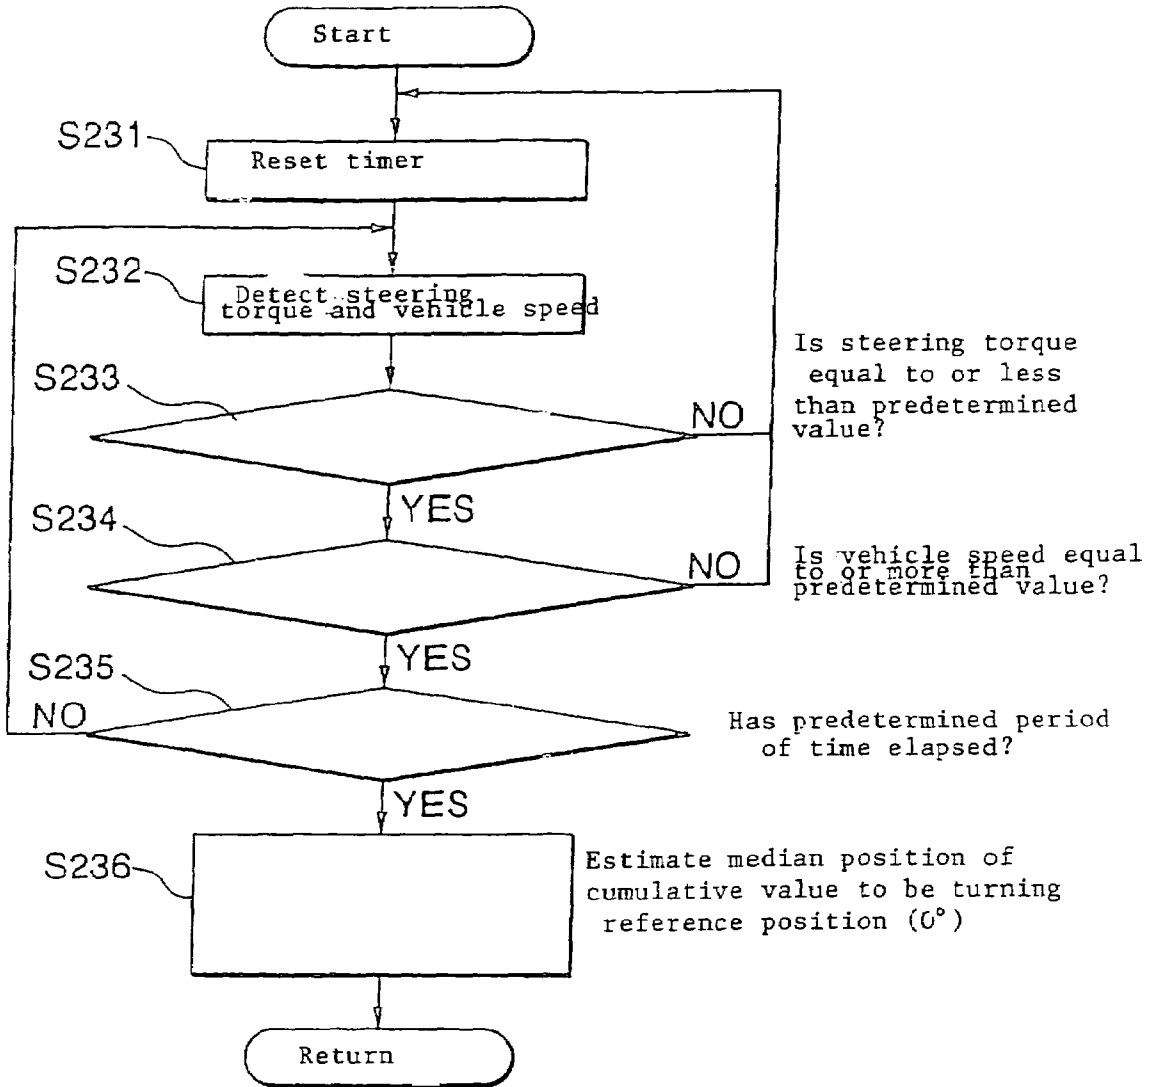 Start
S231
Reset timer
S232
Detect steering
torque and vehicle speed
S233
Is steering torque
equal to or less
than predetermined
value?
NO
YES
S234
Is vehicle speed equal
to or more than
predetermined value?
NO
YES
S235
Has predetermined period
of time elapsed?
NO
YES
S236
Estimate median position of
cumulative value to be turning
reference position (0°)
Return